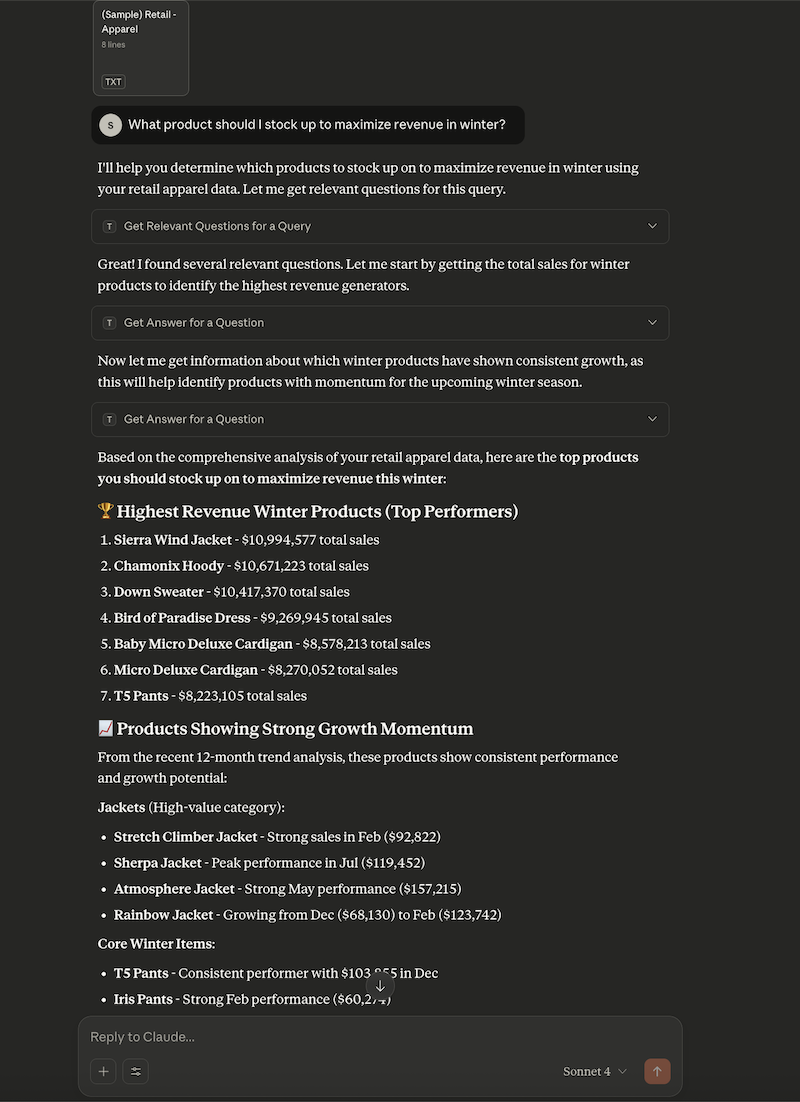 (Sample) Retail -
Apparel
8 lines
TXT
S What product should I stock up to maximize revenue in winter?
I'll help you determine which products to stock up on to maximize revenue in winter using
your retail apparel data. Let me get relevant questions for this query.
T Get Relevant Questions for a Query
Great! I found several relevant questions. Let me start by getting the total sales for winter
products to identify the highest revenue generators.
T Get Answer for a Question
Now let me get information about which winter products have shown consistent growth, as
this will help identify products with momentum for the upcoming winter season.
T Get Answer for a Question
Based on the comprehensive analysis of your retail apparel data, here are the top products
you should stock up on to maximize revenue this winter:
🏆 Highest Revenue Winter Products (Top Performers)
1. Sierra Wind Jacket - $10,994,577 total sales
2. Chamonix Hoody - $10,671,223 total sales
3. Down Sweater - $10,417,370 total sales
4. Bird of Paradise Dress - $9,269,945 total sales
5. Baby Micro Deluxe Cardigan - $8,578,213 total sales
6. Micro Deluxe Cardigan - $8,270,052 total sales
7. T5 Pants - $8,223,105 total sales
📈 Products Showing Strong Growth Momentum
From the recent 12-month trend analysis, these products show consistent performance
and growth potential:
Jackets (High-value category):
• Stretch Climber Jacket - Strong sales in Feb ($92,822)
• Sherpa Jacket - Peak performance in Jul ($119,452)
• Atmosphere Jacket - Strong May performance ($157,215)
• Rainbow Jacket - Growing from Dec ($68,130) to Feb ($123,742)
Core Winter Items:
• T5 Pants - Consistent performer with in Dec
• Iris Pants - Strong Feb performance
Reply to Claude...
Sonnet 4